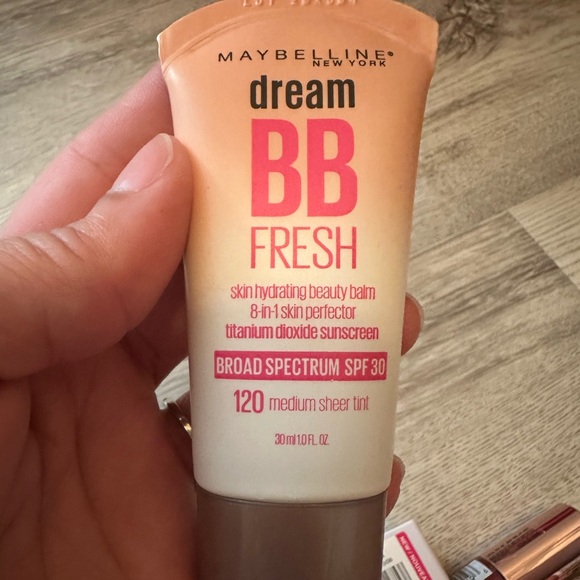 MAYBELLINE®
NEW YORK
dream
BB
FRESH
skin hydrating beauty balm
8-in-1 skin perfector
titanium dioxide sunscreen
BROAD SPECTRUM SPF 30
120 medium sheer tint
30 ml 1.0 FL. OZ.